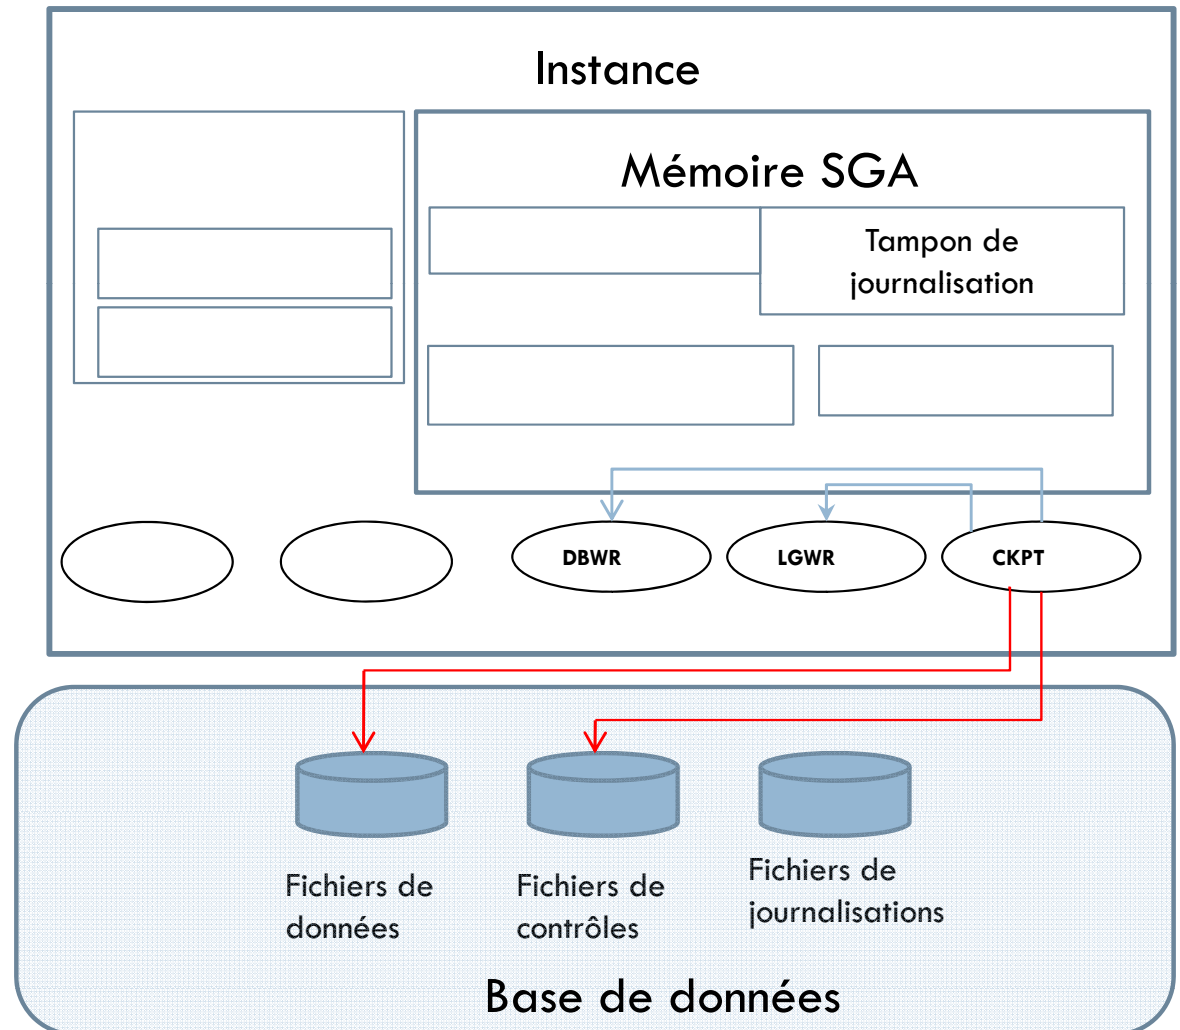 Instance
Mémoire SGA
Tampon de
journalisation
DBWR
LGWR
CKPT
Fichiers de
données
Fichiers de
contrôles
Fichiers de
journalisations
Base de données